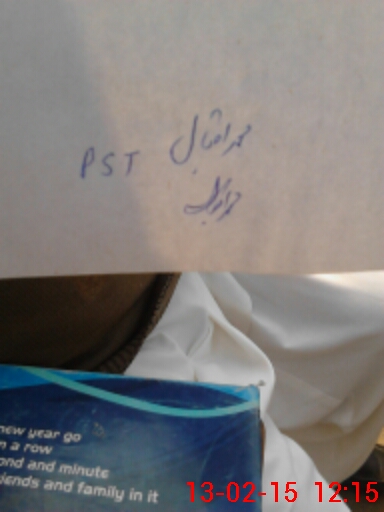 محمد اقبال PST
new year go
n a row
ond and minute
iends and family in it
13-02-15 12:15